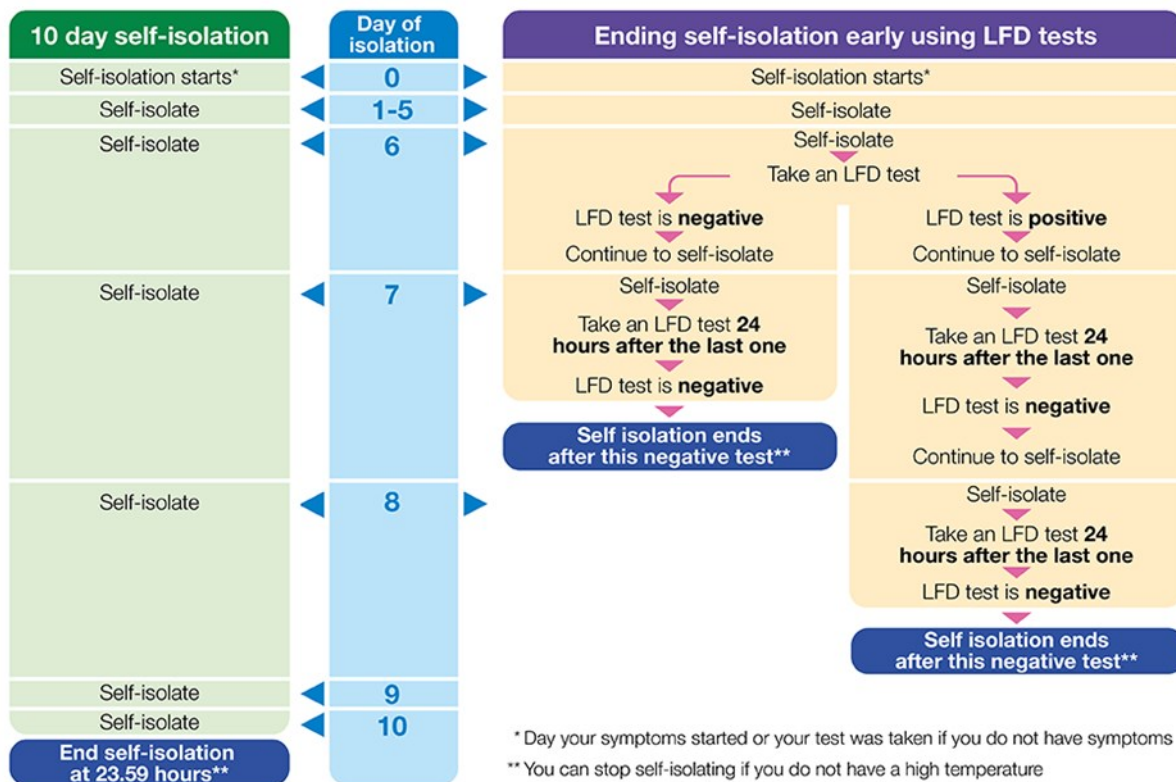 10 day self-isolation
Self-isolation starts*
Self-isolate
Self-isolate
Self-isolate
Self-isolate
Self-isolate
Self-isolate
End self-isolation
at 23.59 hours**
Day of
isolation
0
1-5
6
7
8
9
10
Ending self-isolation early using LFD tests
Self-isolation starts*
Self-isolate
Self-isolate
Take an LFD test
LFD test is negative
Continue to self-isolate
Self-isolate
Take an LFD test 24
hours after the last one
LFD test is negative
Self isolation ends
after this negative test**
LFD test is positive
Continue to self-isolate
Self-isolate
Take an LFD test 24
hours after the last one
LFD test is negative
Continue to self-isolate
Self-isolate
Take an LFD test 24
hours after the last one
LFD test is negative
Self isolation ends
after this negative test**
* Day your symptoms started or your test was taken if you do not have symptoms
** You can stop self-isolating if you do not have a high temperature